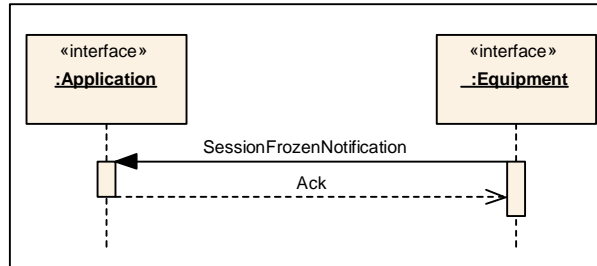 «interface»
:Application
«interface»
:Equipment
SessionFrozenNotification
Ack